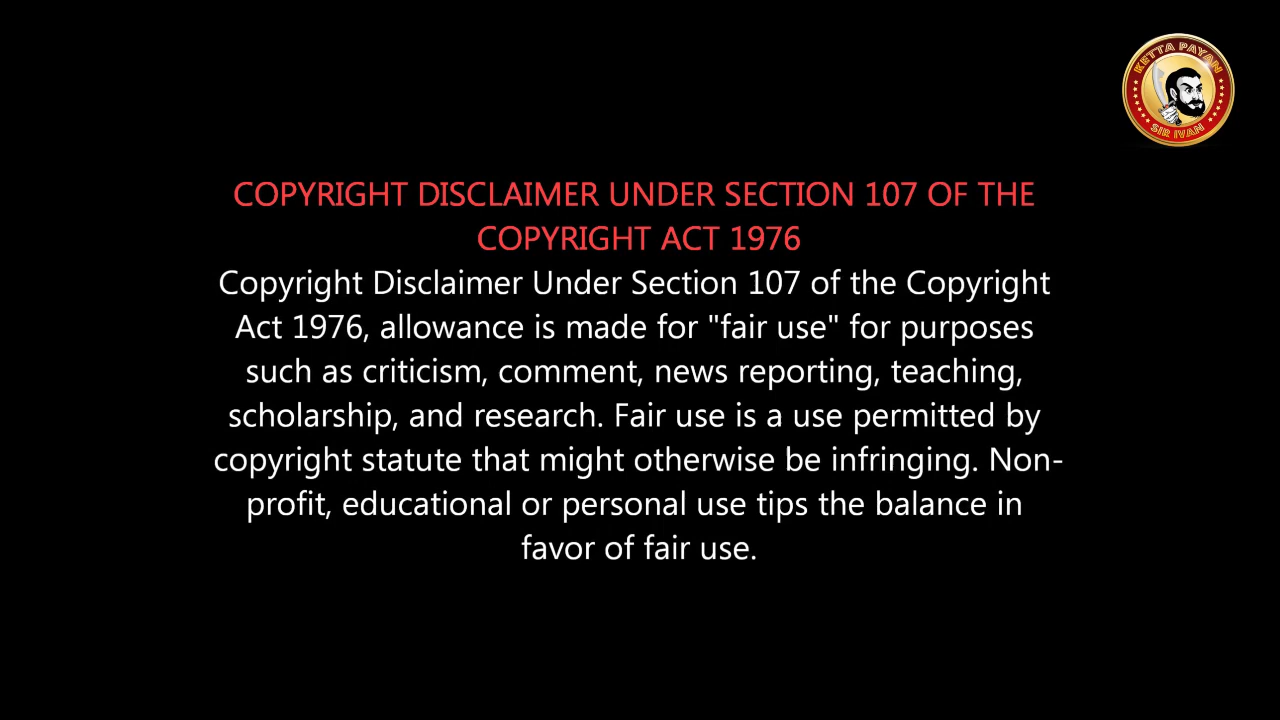 KETTA PAYAN
SIR IVAN
COPYRIGHT DISCLAIMER UNDER SECTION 107 OF THE
COPYRIGHT ACT 1976
Copyright Disclaimer Under Section 107 of the Copyright
Act 1976, allowance is made for "fair use" for purposes
such as criticism, comment, news reporting, teaching,
scholarship, and research. Fair use is a use permitted by
copyright statute that might otherwise be infringing. Non-
profit, educational or personal use tips the balance in
favor of fair use.